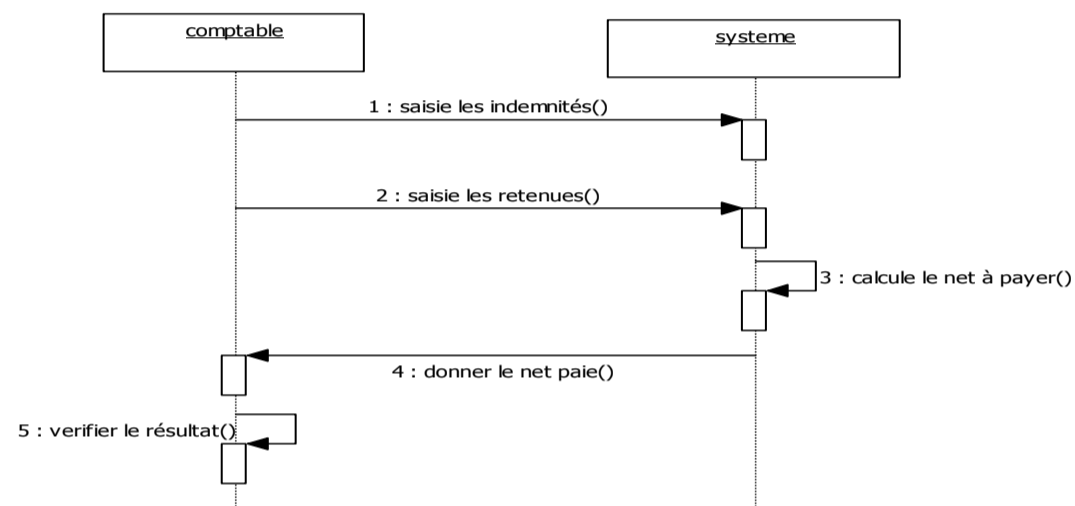 comptable
systeme
1 : saisie les indemnités()
2 : saisie les retenues()
3 : calcule le net à payer()
4 : donner le net paie()
5 : verifier le résultat()